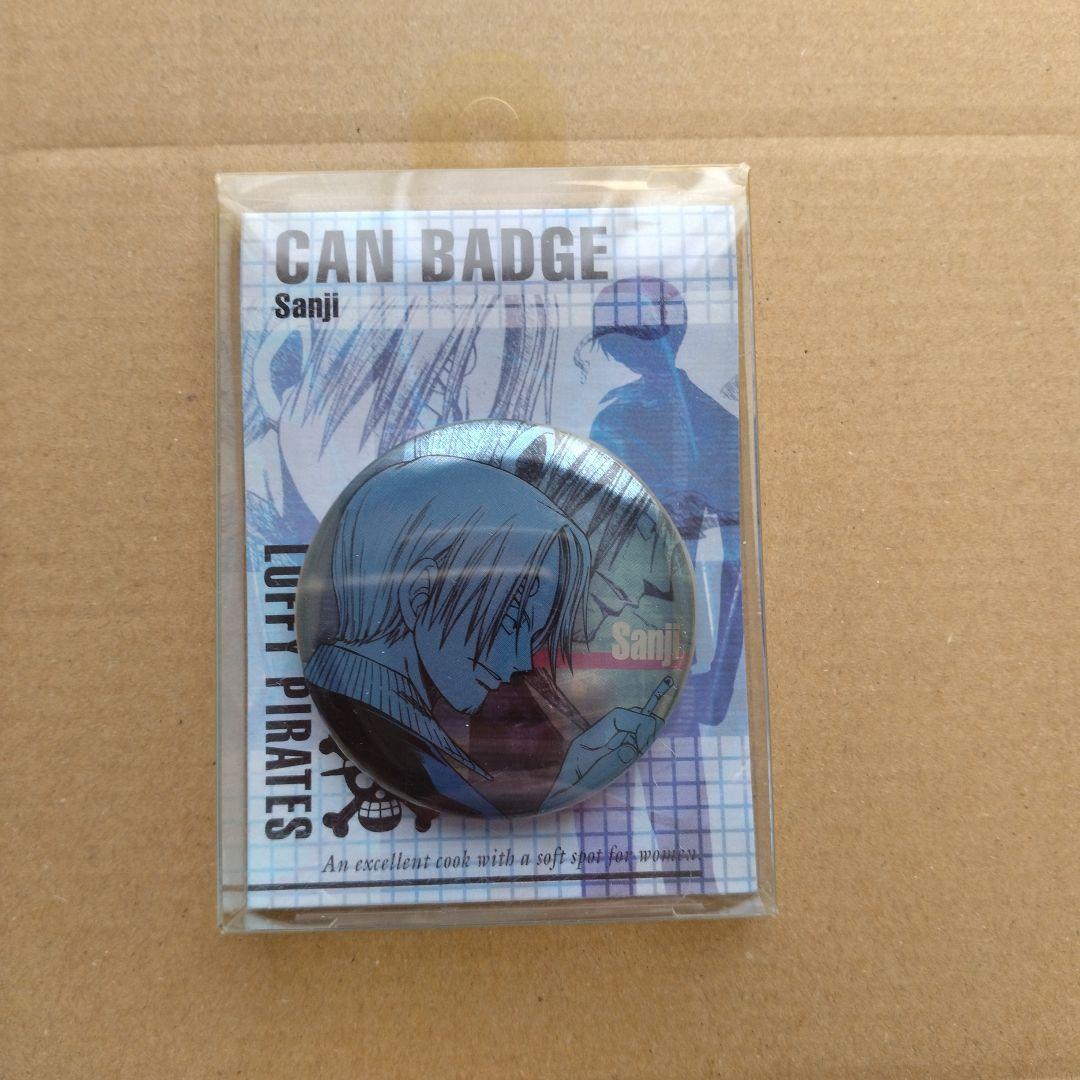 CAN BADGE
Sanji
Sanji
LUFFY PIRATES
An excellent cook with a soft spot for women.